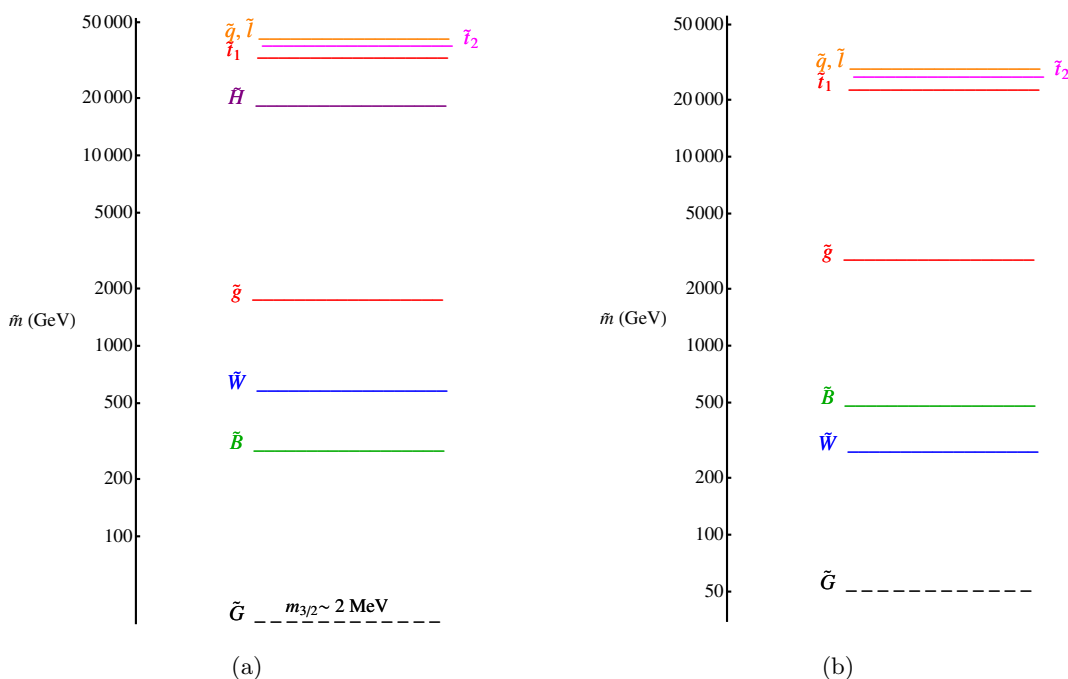 50 000
20 000
10 000
5000
2000
1000
500
200
100
m̃ (GeV)
q̃, l̃
t̃₂
t̃₁
H̃
g̃
W̃
B̃
G̃
m₃/₂~ 2 MeV
(a)
50 000
20 000
10 000
5000
2000
1000
500
200
100
50
m̃ (GeV)
q̃, l̃
t̃₂
t̃₁
g̃
B̃
W̃
G̃
(b)